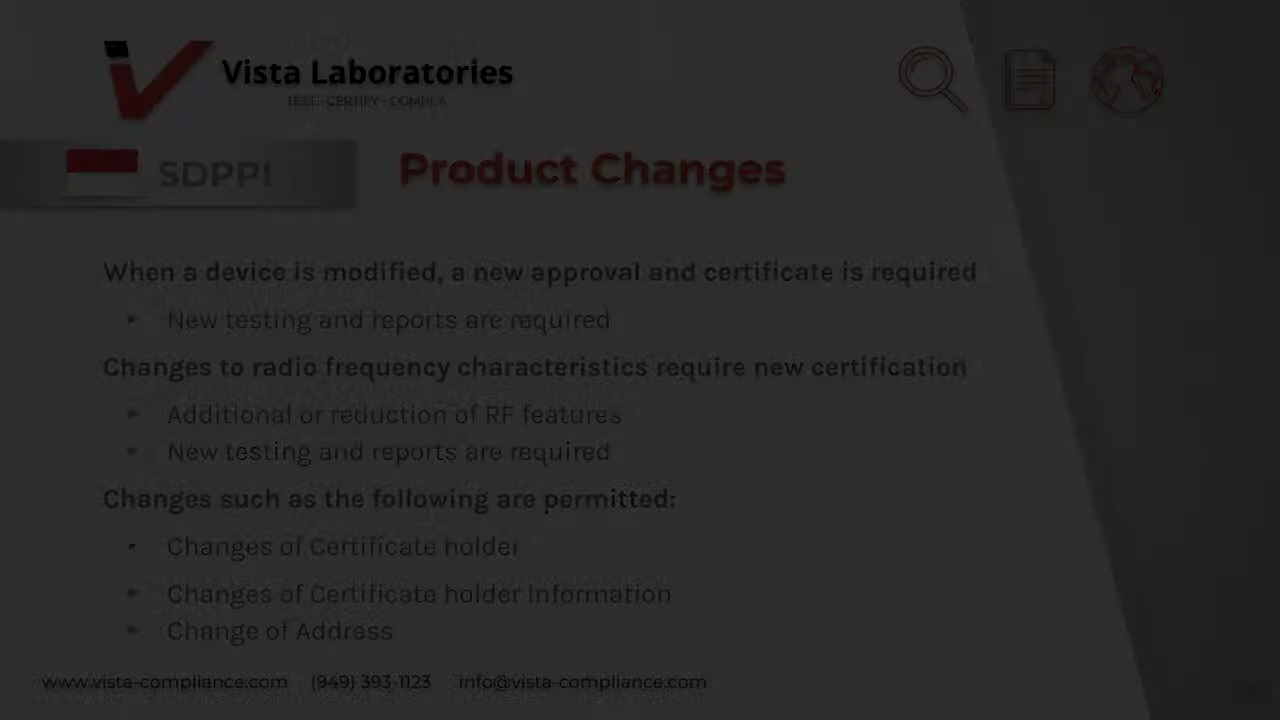 Vista Laboratories
TEST - CERTIFY - COMPLY
SDPPI
Product Changes
When a device is modified, a new approval and certificate is required
• New testing and reports are required
Changes to radio frequency characteristics require new certification
• Additional or reduction of RF features
• New testing and reports are required
Changes such as the following are permitted:
• Changes of Certificate holder
• Changes of Certificate holder Information
• Change of Address
www.vista-compliance.com (949) 393-1123 info@vista-compliance.com